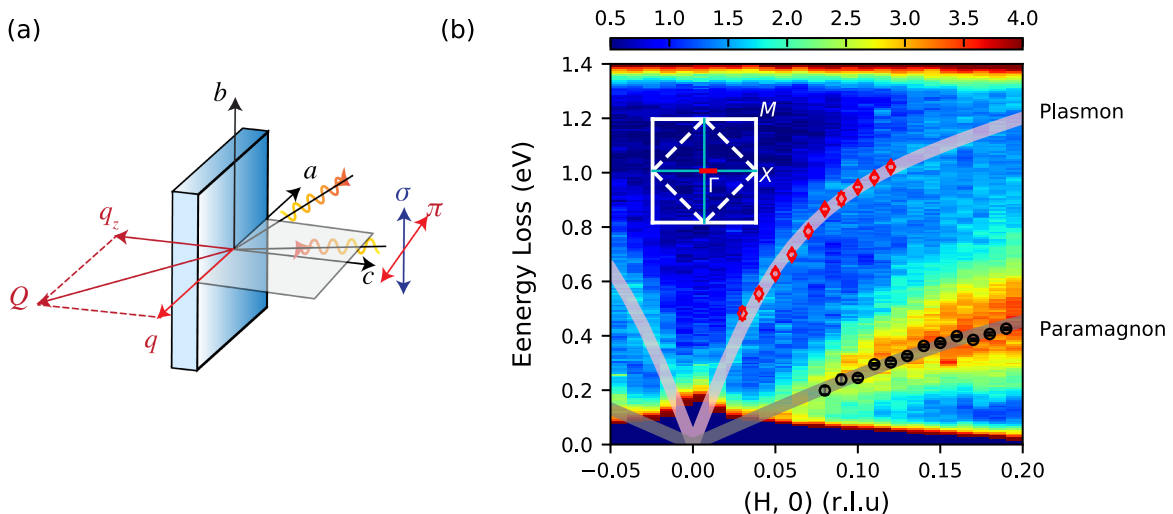 (a)
(b)
b
a
c
σ
π
q_z
Q
q
0.5 1.0 1.5 2.0 2.5 3.0 3.5 4.0
Eenergy Loss (eV)
1.4
1.2
1.0
0.8
0.6
0.4
0.2
0.0
M
X
Γ
Plasmon
Paramagnon
−0.05 0.00 0.05 0.10 0.15 0.20
(H, 0) (r.l.u)